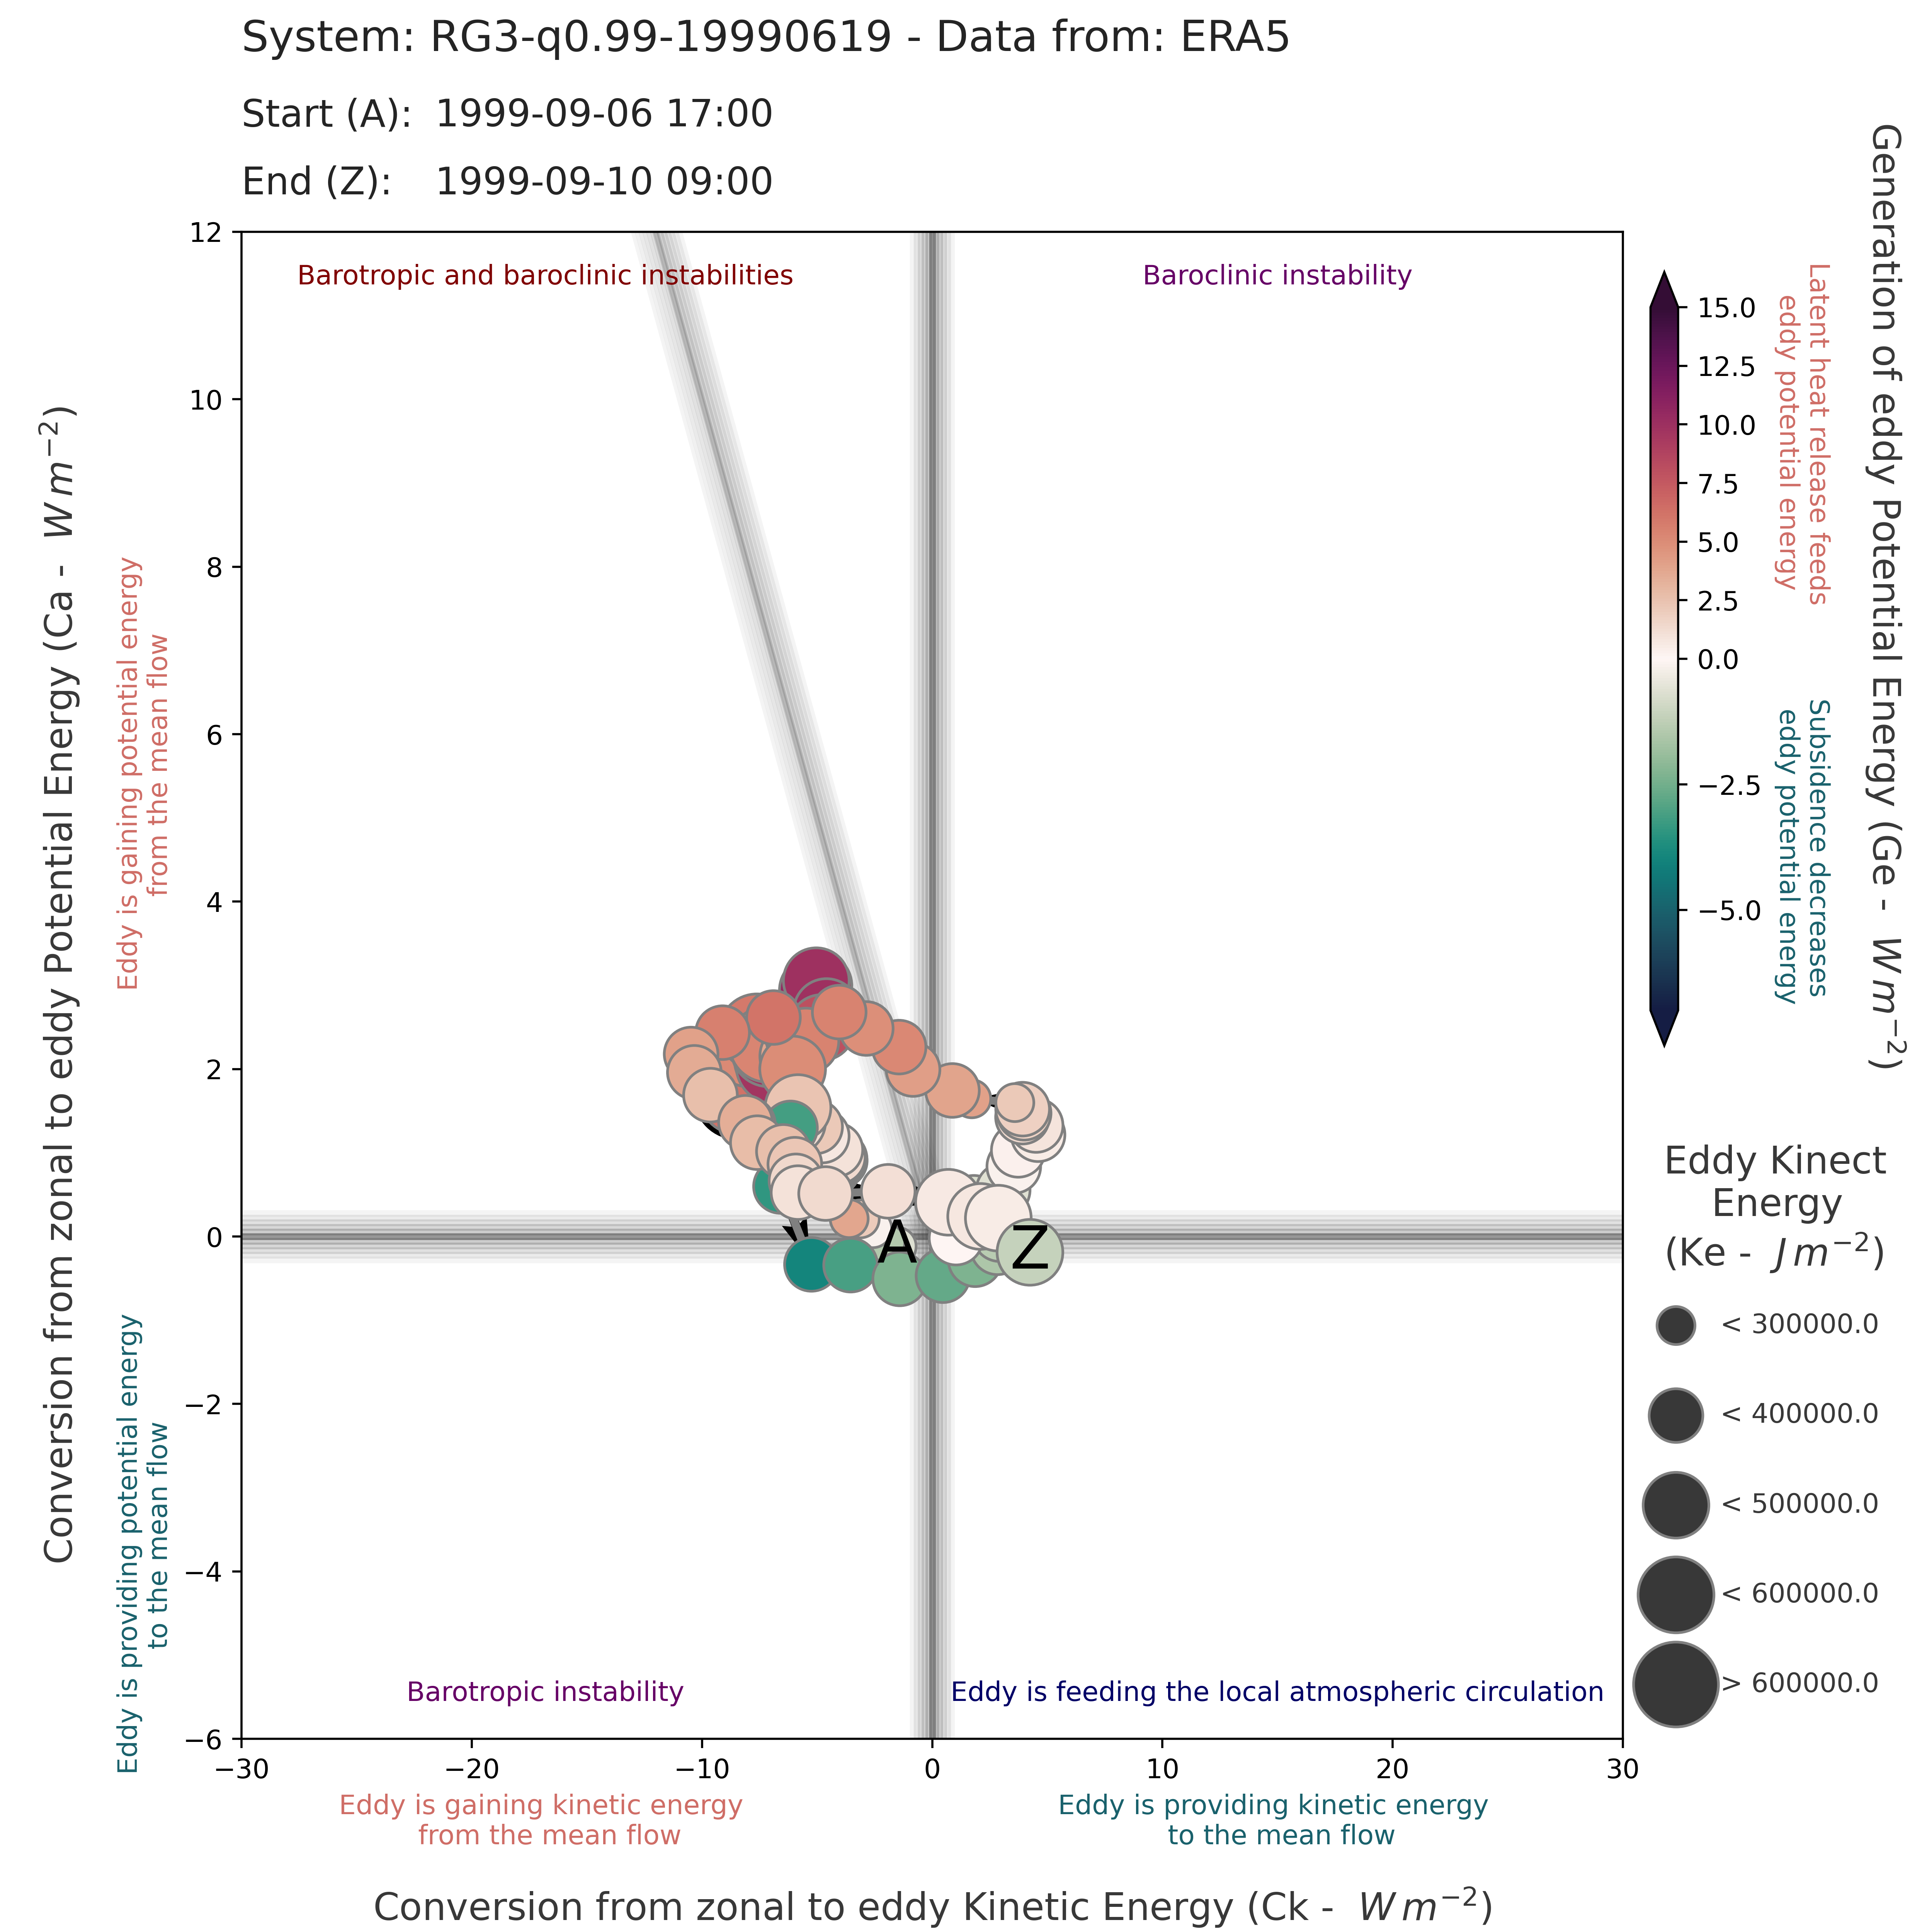 System: RG3-q0.99-19990619 - Data from: ERA5
Start (A): 1999-09-06 17:00
End (Z): 1999-09-10 09:00
Conversion from zonal to eddy Potential Energy (Ca - W m−2)
Eddy is gaining potential energy
from the mean flow
Eddy is providing potential energy
to the mean flow
12
10
8
6
4
2
0
−2
−4
−6
Barotropic and baroclinic instabilities
Baroclinic instability
A
Z
Barotropic instability
Eddy is feeding the local atmospheric circulation
−30
−20
−10
0
10
20
30
Eddy is gaining kinetic energy
from the mean flow
Eddy is providing kinetic energy
to the mean flow
Conversion from zonal to eddy Kinetic Energy (Ck - W m−2)
15.0
12.5
10.0
7.5
5.0
2.5
0.0
−2.5
−5.0
Latent heat release feeds
eddy potential energy
Subsidence decreases
eddy potential energy
Generation of eddy Potential Energy (Ge - W m−2)
Eddy Kinect
Energy
(Ke - J m−2)
< 300000.0
< 400000.0
< 500000.0
< 600000.0
> 600000.0